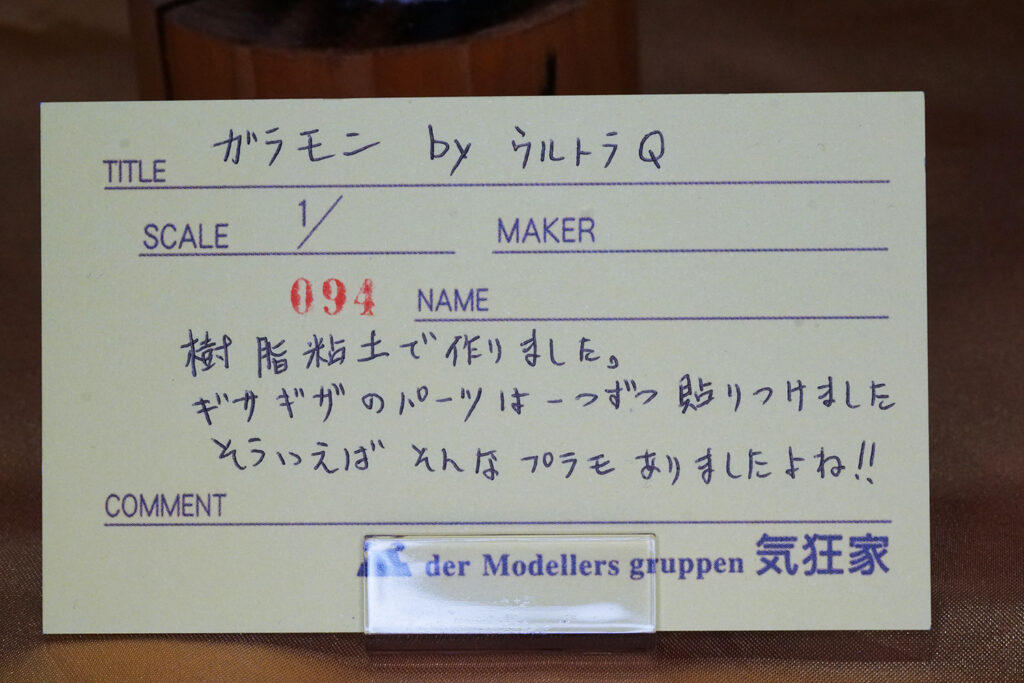 TITLE ガラモン by ウルトラQ
SCALE 1/ MAKER
094 NAME
樹脂粘土で作りました。
ギサギザのパーツは一つずつ貼りつけました
そういえばそんなプラモありましたよね!!
COMMENT
der Modellers gruppen 気狂家